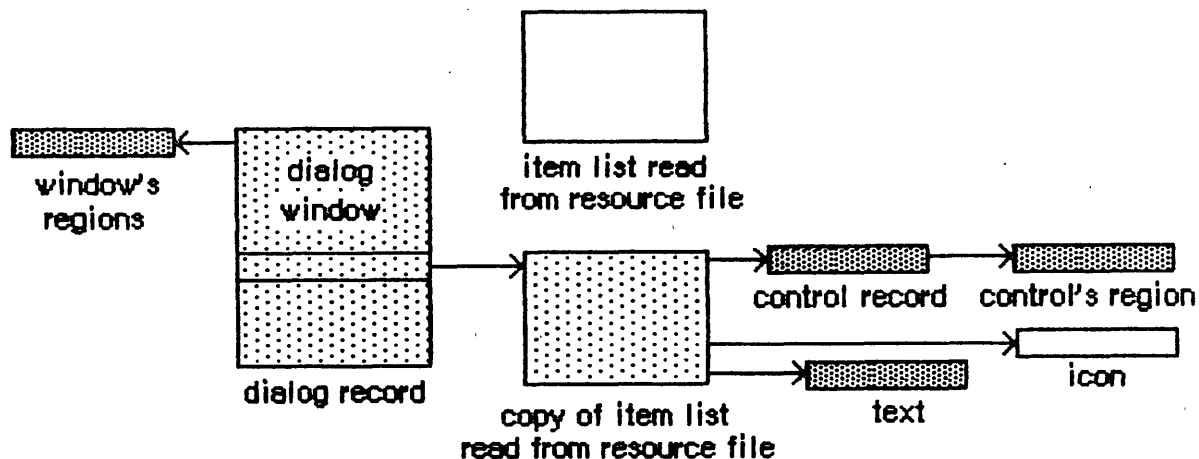 item list read
from resource file
window's
regions
dialog
window
dialog record
copy of item list
read from resource file
control record
control's region
icon
text